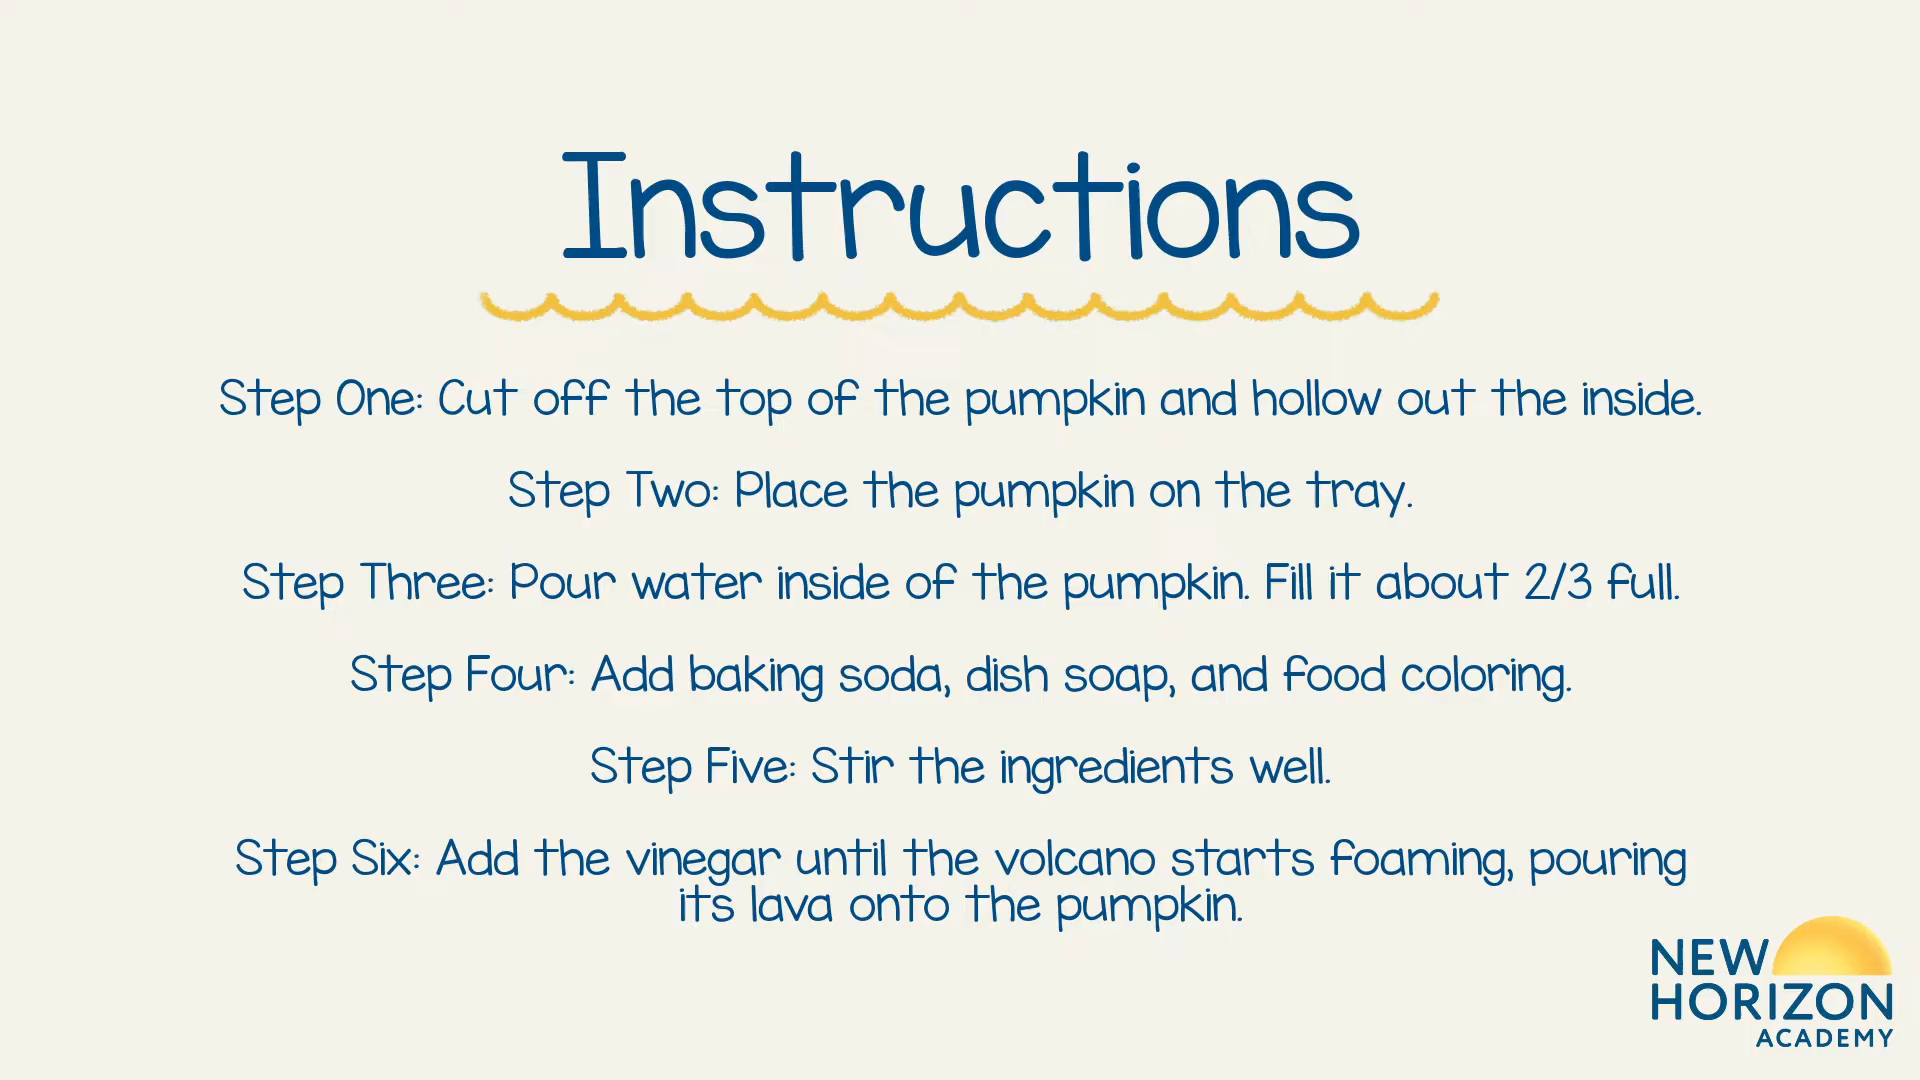 Instructions
Step One: Cut off the top of the pumpkin and hollow out the inside.
Step Two: Place the pumpkin on the tray.
Step Three: Pour water inside of the pumpkin. Fill it about 2/3 full.
Step Four: Add baking soda, dish soap, and food coloring.
Step Five: Stir the ingredients well.
Step Six: Add the vinegar until the volcano starts foaming, pouring
its lava onto the pumpkin.
NEW
HORIZON
ACADEMY